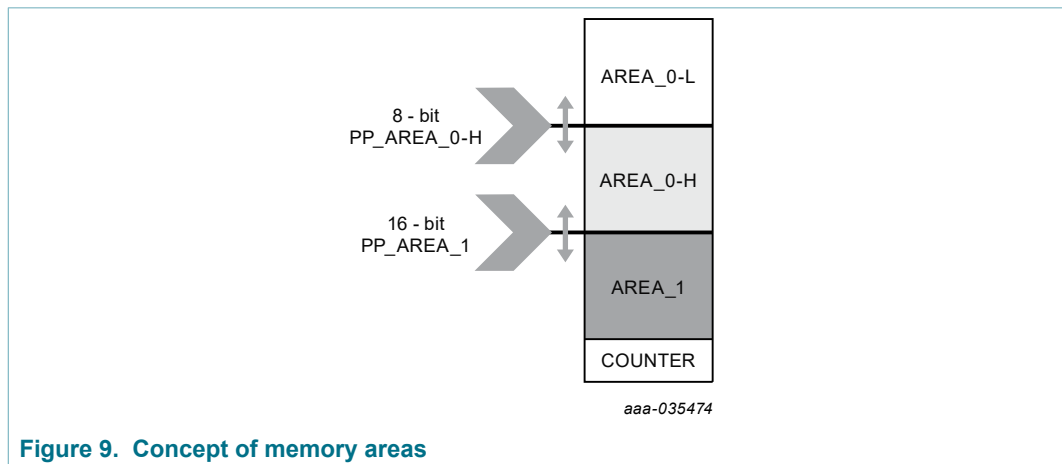 AREA_0-L
8 - bit
PP_AREA_0-H
AREA_0-H
16 - bit
PP_AREA_1
AREA_1
COUNTER
aaa-035474
Figure 9. Concept of memory areas